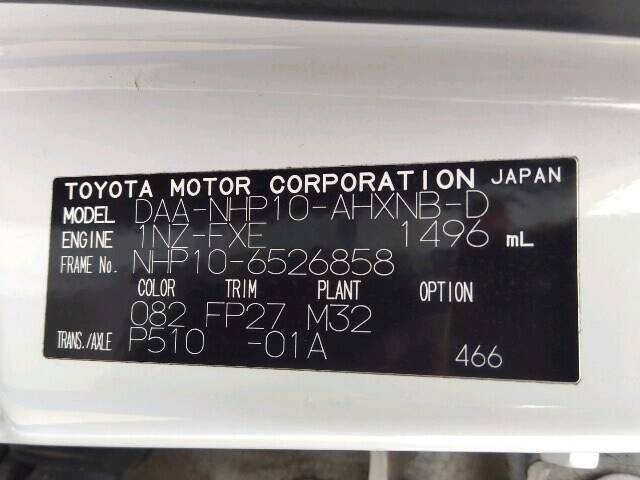 TOYOTA MOTOR CORPORATION JAPAN
MODEL DAA-NHP10-AHXNB-D
ENGINE 1NZ-FXE 1496 mL
FRAME No. NHP10-6526858
COLOR TRIM PLANT OPTION
082 FP27 M32
TRANS./AXLE P510 -01A
466